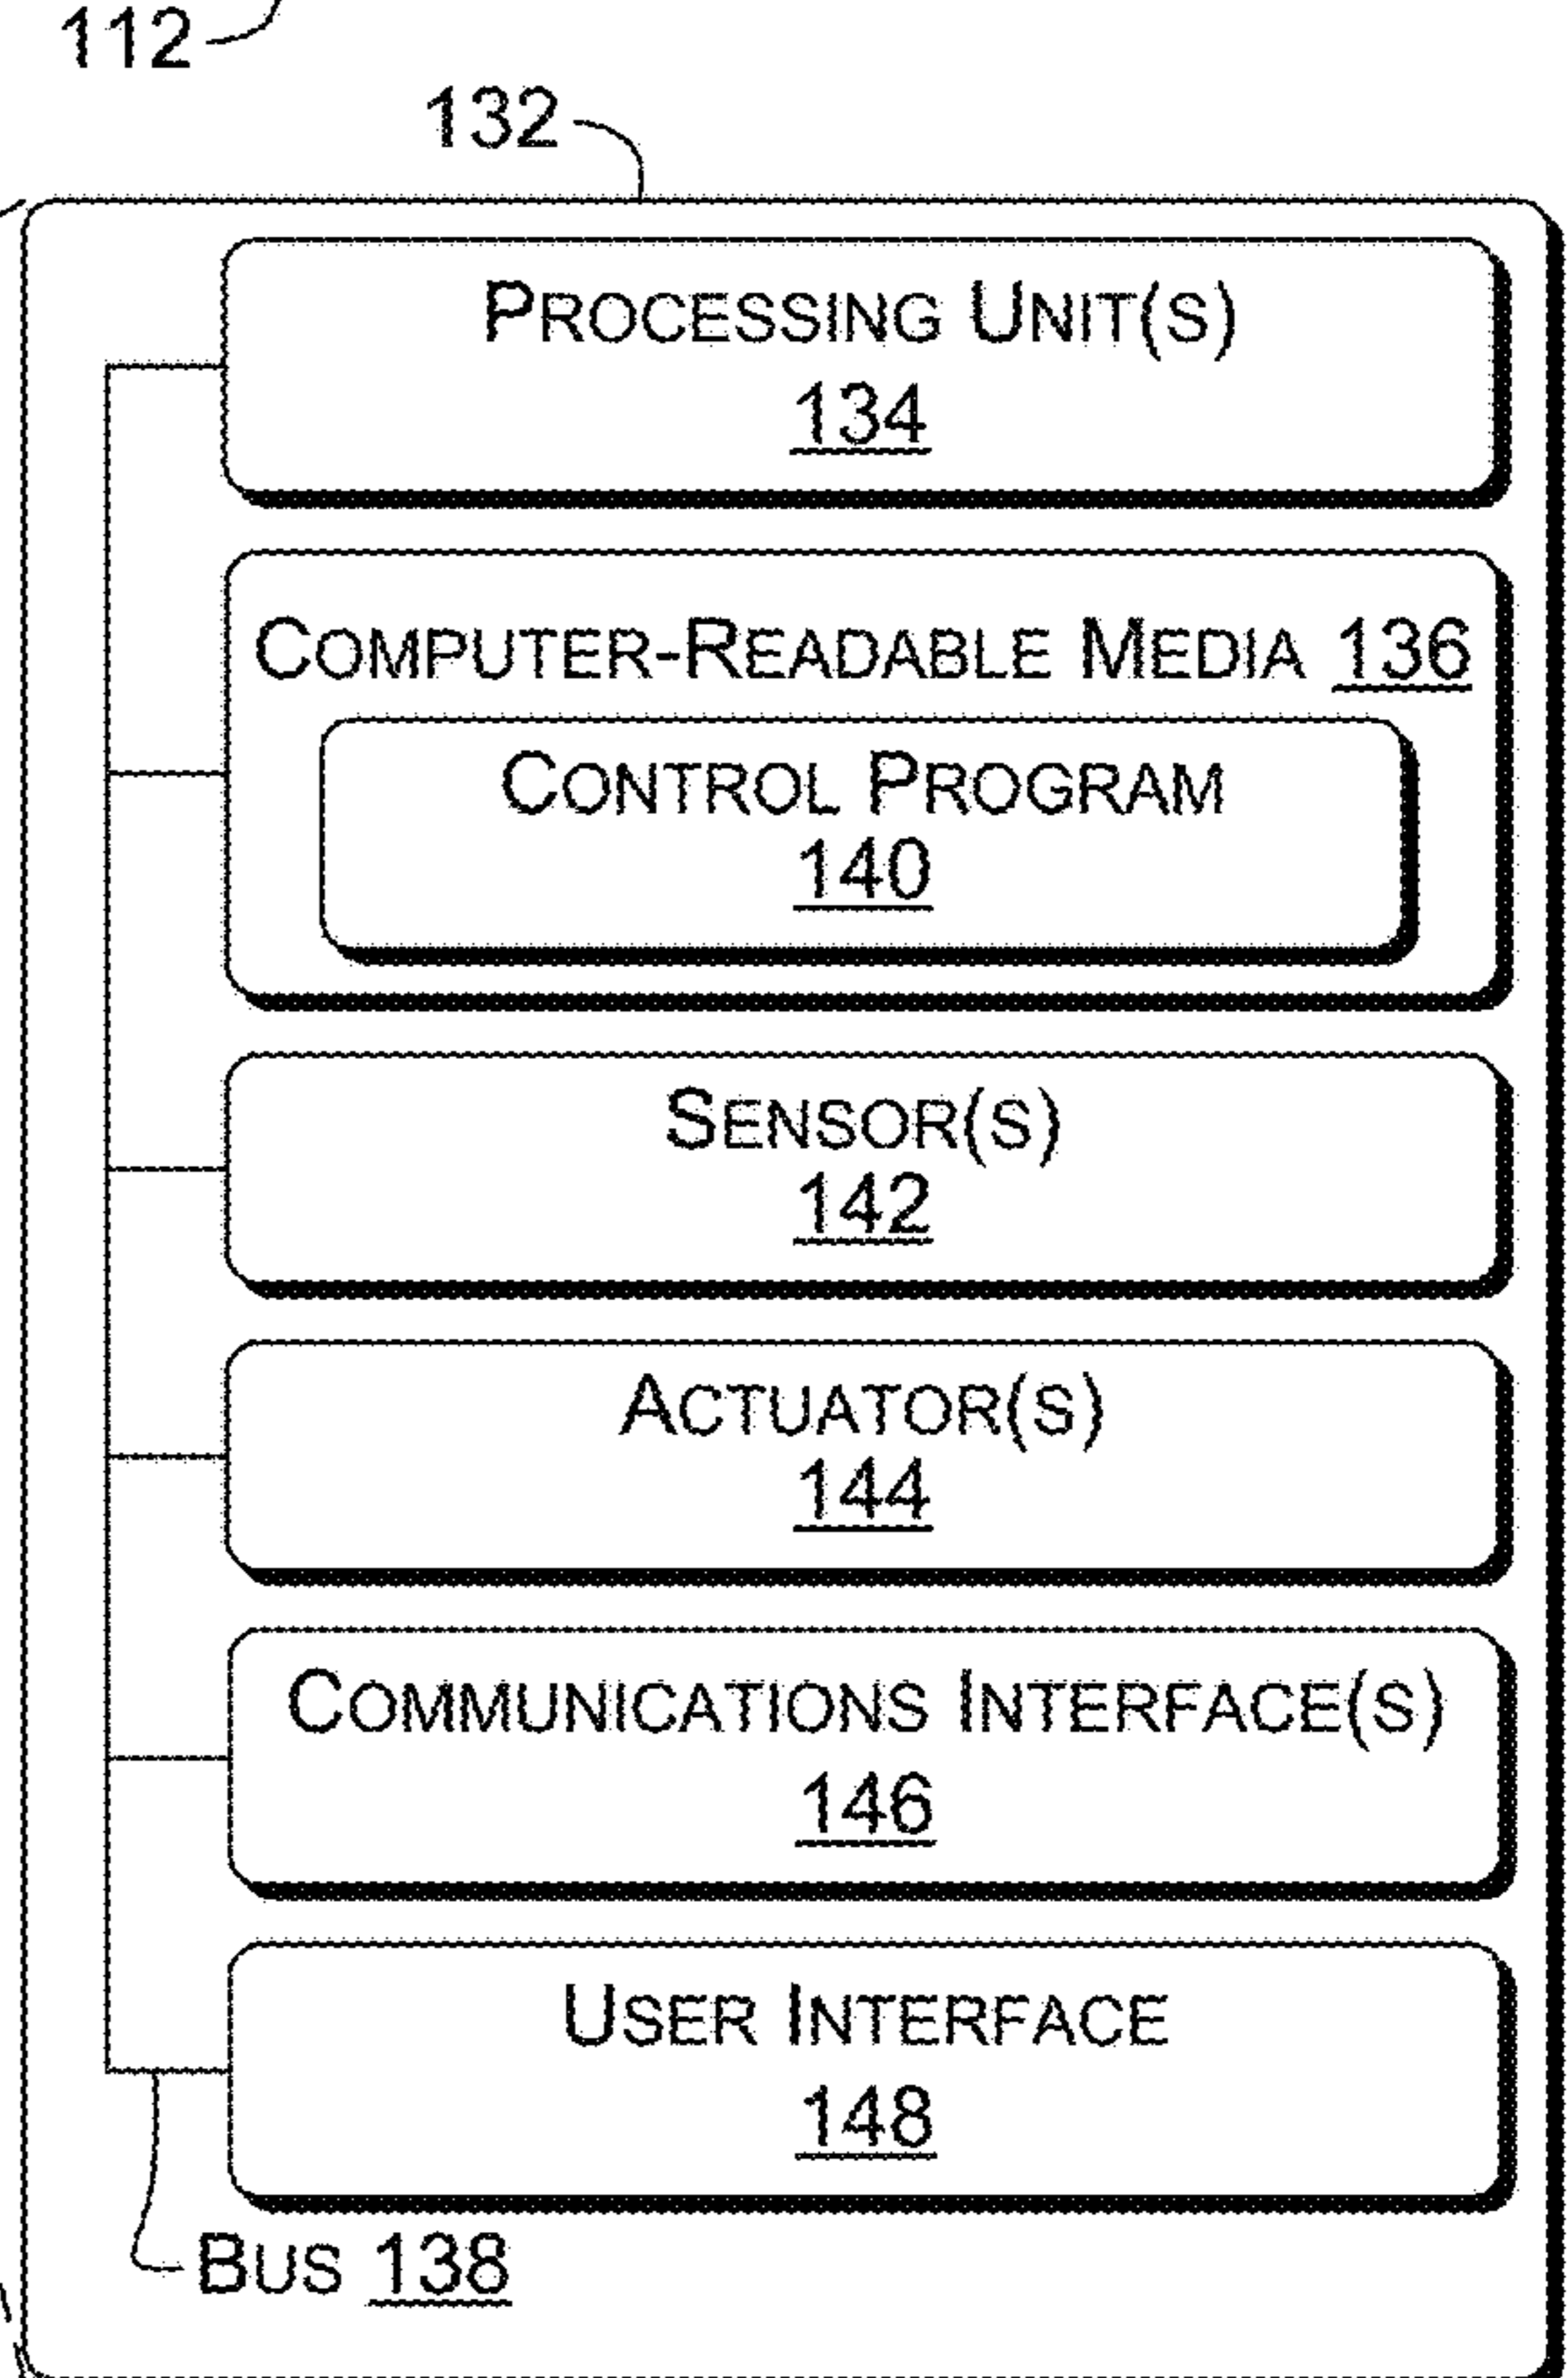 112
132
PROCESSING UNIT(S)
134
COMPUTER-READABLE MEDIA 136
CONTROL PROGRAM
140
SENSOR(S)
142
ACTUATOR(S)
144
COMMUNICATIONS INTERFACE(S)
146
USER INTERFACE
148
BUS 138